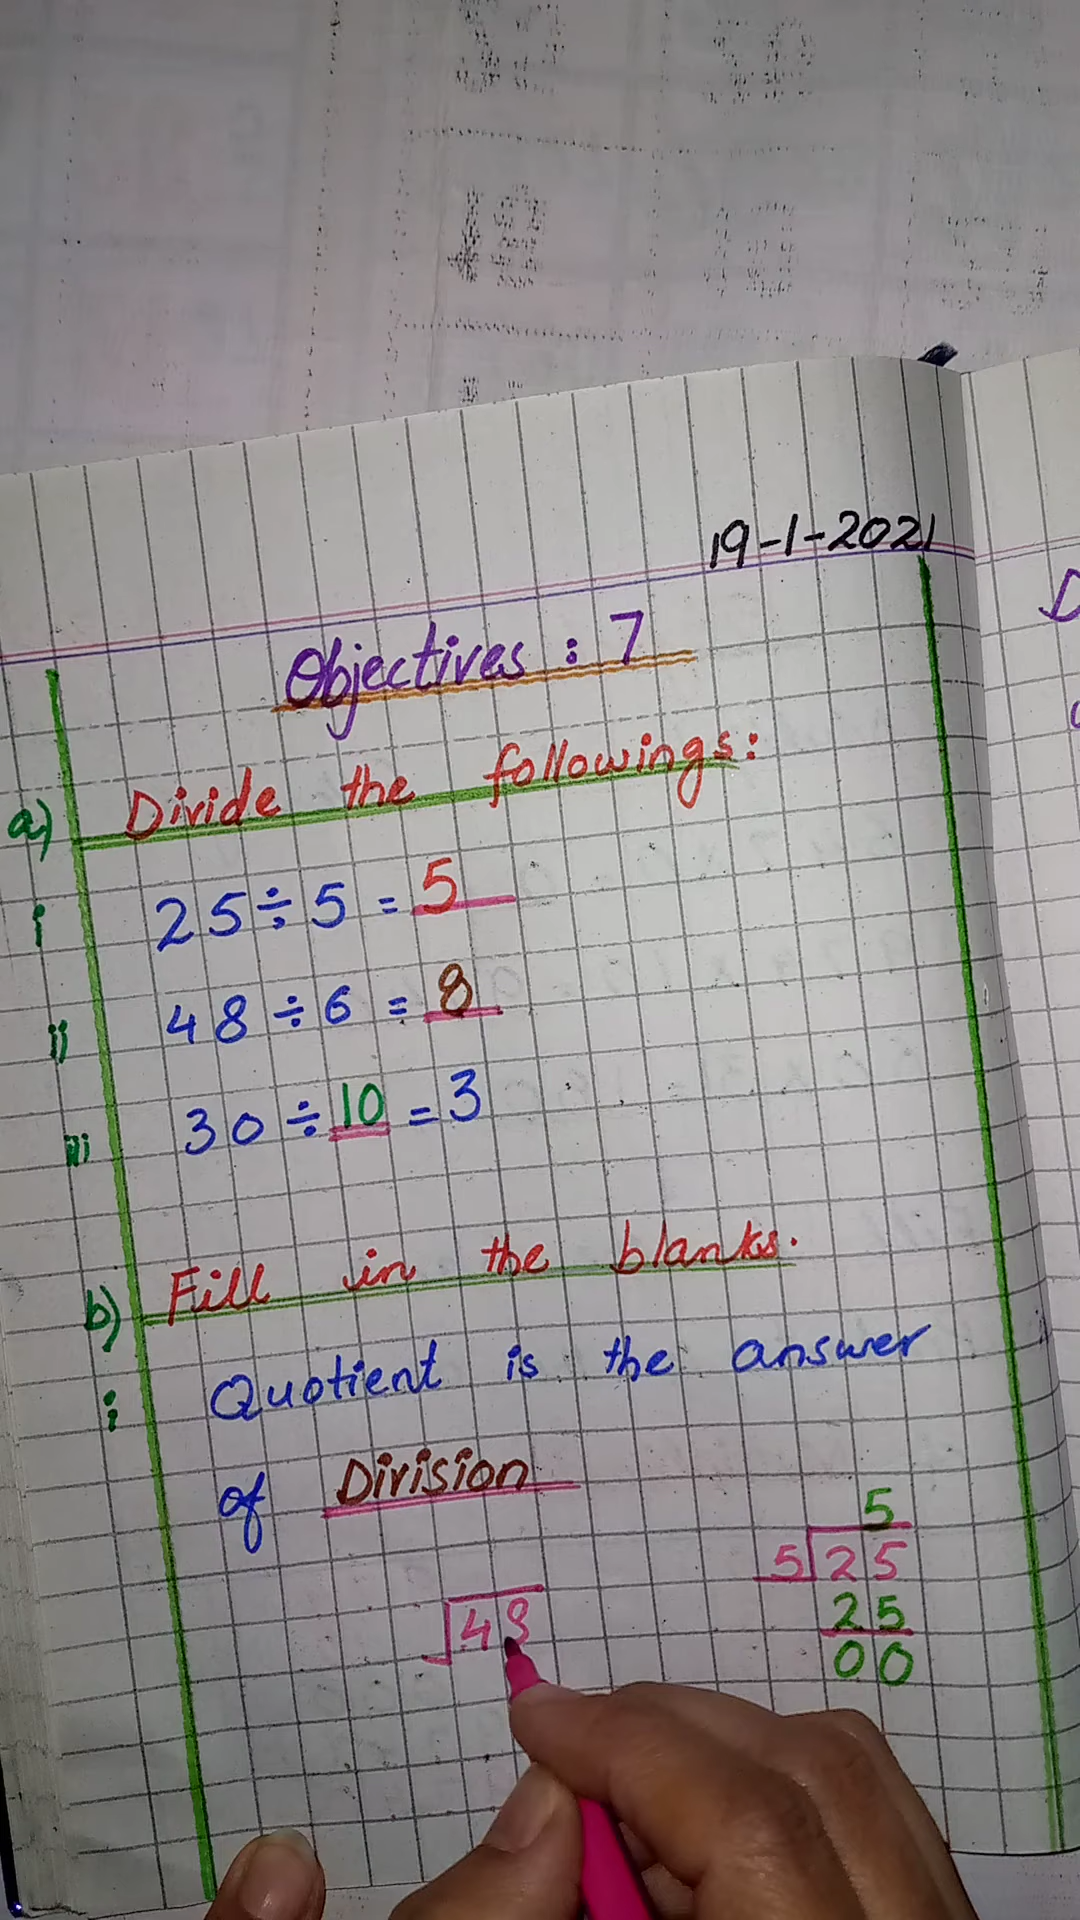 19-1-2021
Objectives : 7
a) Divide the followings:
i 25 ÷ 5 = 5
ii 48 ÷ 6 = 8
iii 30 ÷ 10 = 3
b) Fill in the blanks.
i Quotient is the answer
of Division
5
5 25
25
00
48